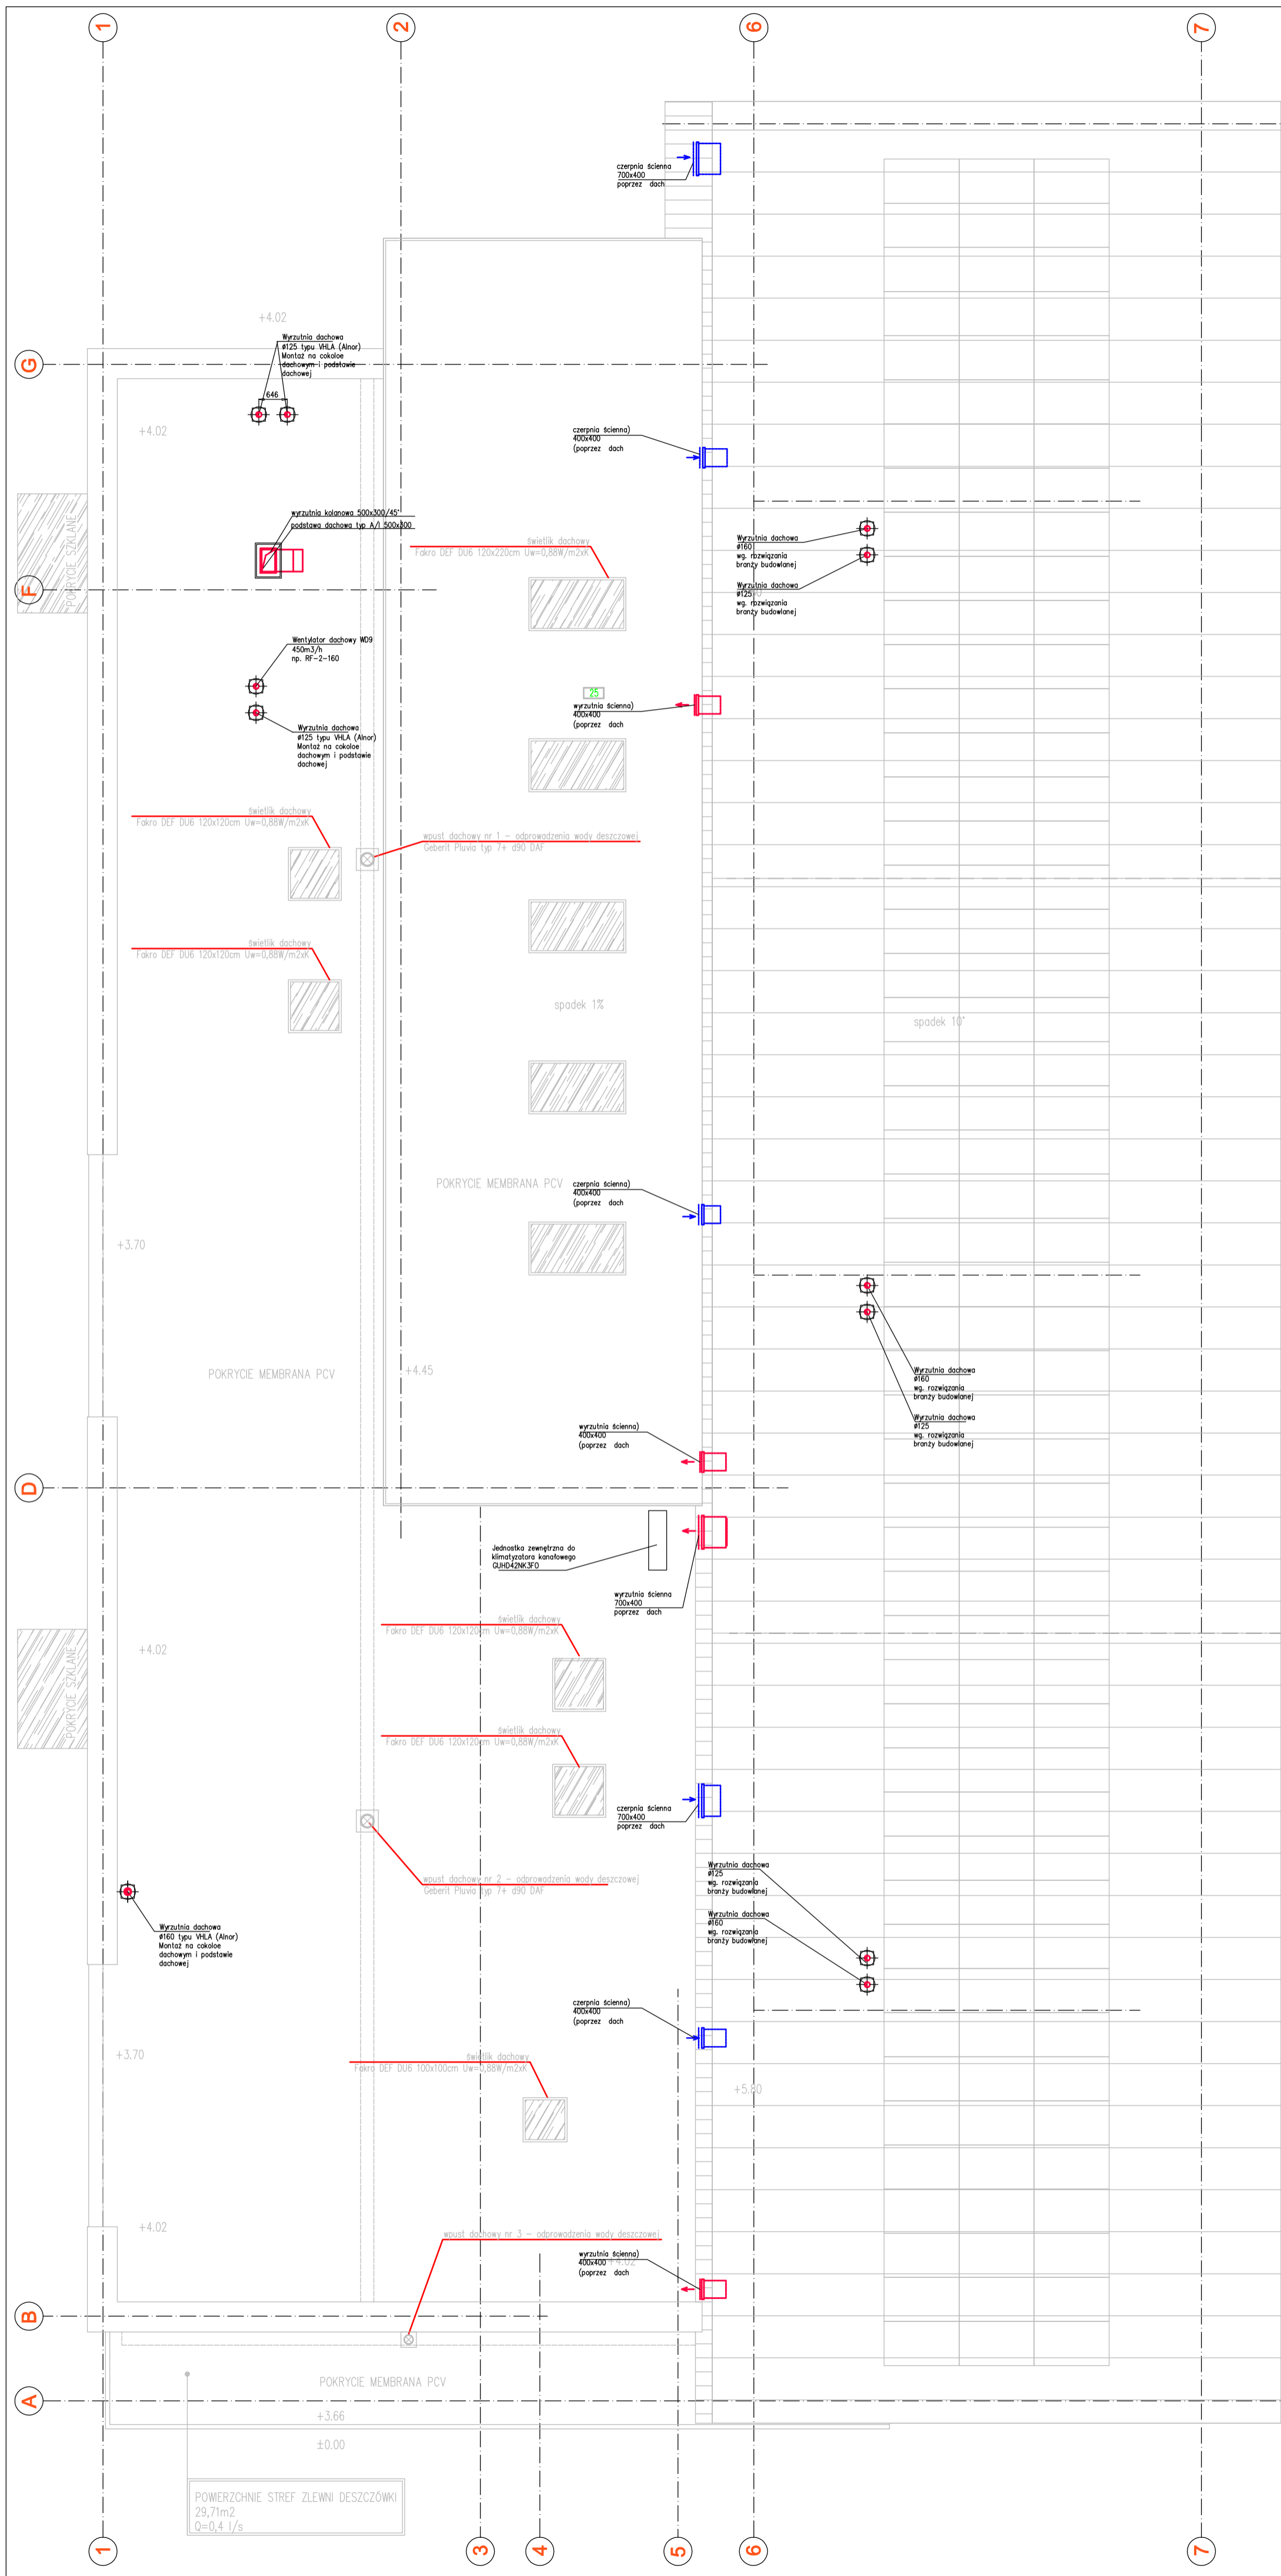 1
2
6
7
czerpnia ścienna
700x400
poprzez dach
+4.02
Wyrzutnia dachowa
ø125 typu VHLA (Alnor)
Montaż na cokoloe
dachowym i podstawie
dachowej
G
646
+4.02
czerpnia ścienna)
400x400
(poprzez dach
POKRYCIE SZKLANE
wyrzutnia kolanowa 500x300/45°
podstawa dachowa typ A/I 500x300
świetlik dachowy
Fakro DEF DU6 120x220cm Uw=0,88W/m2xK
Wyrzutnia dachowa
ø160
wg. rozwiązania
branży budowlanej
Wyrzutnia dachowa
ø125
wg. rozwiązania
branży budowlanej
F
Wentylator dachowy WD9
450m3/h
np. RF-2-160
25
wyrzutnia ścienna)
400x400
(poprzez dach
Wyrzutnia dachowa
ø125 typu VHLA (Alnor)
Montaż na cokoloe
dachowym i podstawie
dachowej
świetlik dachowy
Fakro DEF DU6 120x120cm Uw=0,88W/m2xK
wpust dachowy nr 1 - odprowadzenia wody deszczowej
Geberit Pluvia typ 7+ d90 DAF
świetlik dachowy
Fakro DEF DU6 120x120cm Uw=0,88W/m2xK
spadek 1%
spadek 10°
POKRYCIE MEMBRANA PCV
czerpnia ścienna)
400x400
(poprzez dach
+3.70
POKRYCIE MEMBRANA PCV
+4.45
Wyrzutnia dachowa
ø160
wg. rozwiązania
branży budowlanej
Wyrzutnia dachowa
ø125
wg. rozwiązania
branży budowlanej
wyrzutnia ścienna)
400x400
(poprzez dach
D
Jednostka zewnętrzna do
klimatyzatora kanałowego
GUHD42NK3FO
wyrzutnia ścienna
700x400
poprzez dach
świetlik dachowy
Fakro DEF DU6 120x120cm Uw=0,88W/m2xK
+4.02
POKRYCIE SZKLANE
świetlik dachowy
Fakro DEF DU6 120x120cm Uw=0,88W/m2xK
czerpnia ścienna
700x400
poprzez dach
wpust dachowy nr 2 - odprowadzenia wody deszczowej
Geberit Pluvia typ 7+ d90 DAF
Wyrzutnia dachowa
ø125
wg. rozwiązania
branży budowlanej
Wyrzutnia dachowa
ø160
wg. rozwiązania
branży budowlanej
Wyrzutnia dachowa
ø160 typu VHLA (Alnor)
Montaż na cokoloe
dachowym i podstawie
dachowej
czerpnia ścienna)
400x400
(poprzez dach
+3.70
świetlik dachowy
Fakro DEF DU6 100x100cm Uw=0,88W/m2xK
+5.80
+4.02
wpust dachowy nr 3 - odprowadzenia wody deszczowej
wyrzutnia ścienna)
400x400
(poprzez dach
+4.02
B
POKRYCIE MEMBRANA PCV
A
+3.66
±0.00
POWIERZCHNIE STREF ZLEWNI DESZCZÓWKI
29,71m2
Q=0,4 l/s
1
3
4
5
6
7